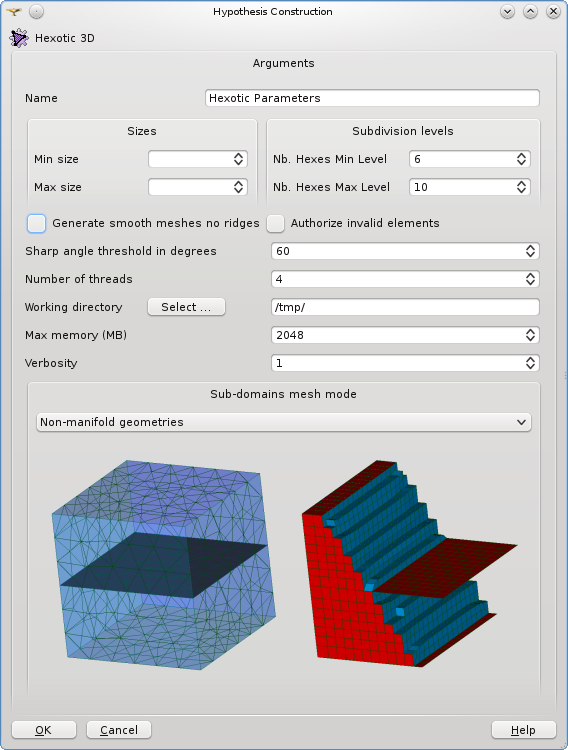 Hypothesis Construction
Hexotic 3D
Arguments
Name Hexotic Parameters
Sizes Subdivision levels
Min size Nb. Hexes Min Level 6
Max size Nb. Hexes Max Level 10
Generate smooth meshes no ridges Authorize invalid elements
Sharp angle threshold in degrees 60
Number of threads 4
Working directory Select ... /tmp/
Max memory (MB) 2048
Verbosity 1
Sub-domains mesh mode
Non-manifold geometries
OK Cancel Help